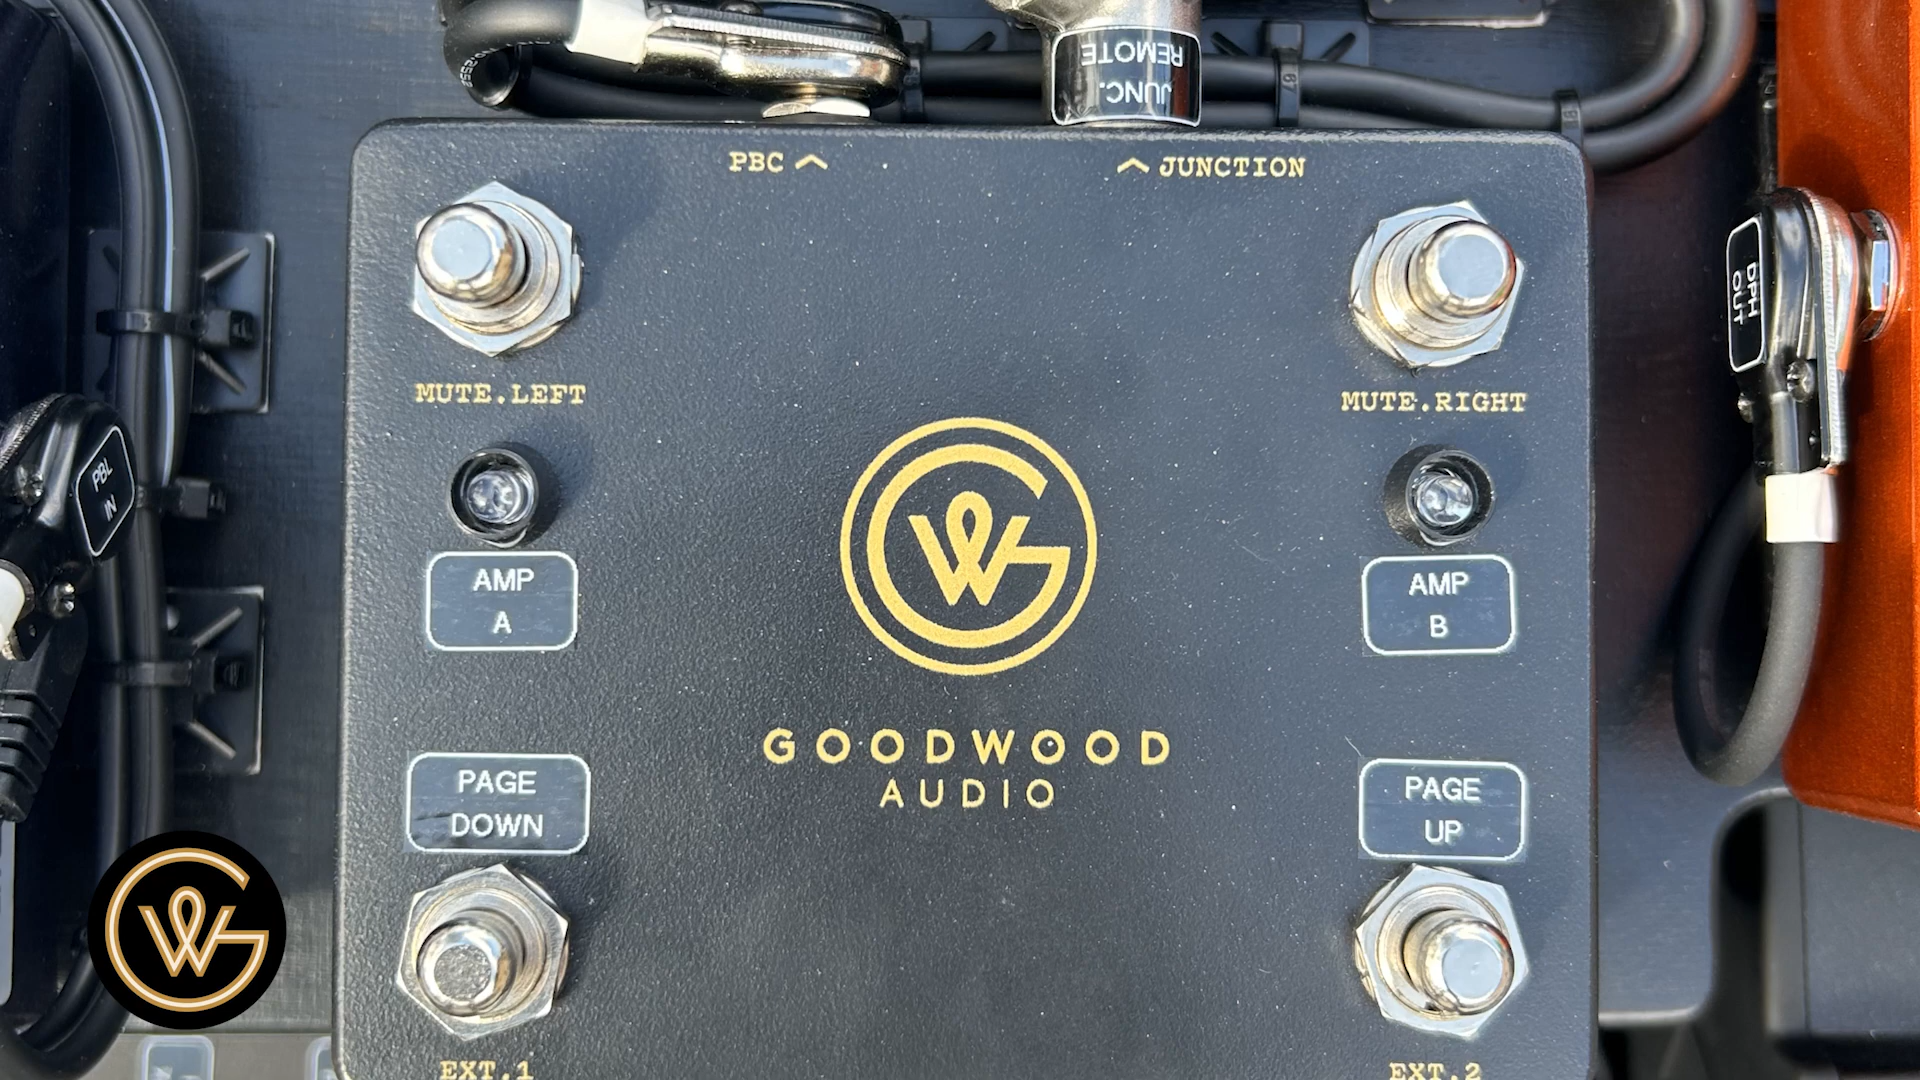 JUNC.
REMOTE
PBC
JUNCTION
MUTE.LEFT
MUTE.RIGHT
DPH
OUT
PBL
IN
AMP
A
AMP
B
GOODWOOD
AUDIO
PAGE
DOWN
PAGE
UP
EXT.1
EXT.2